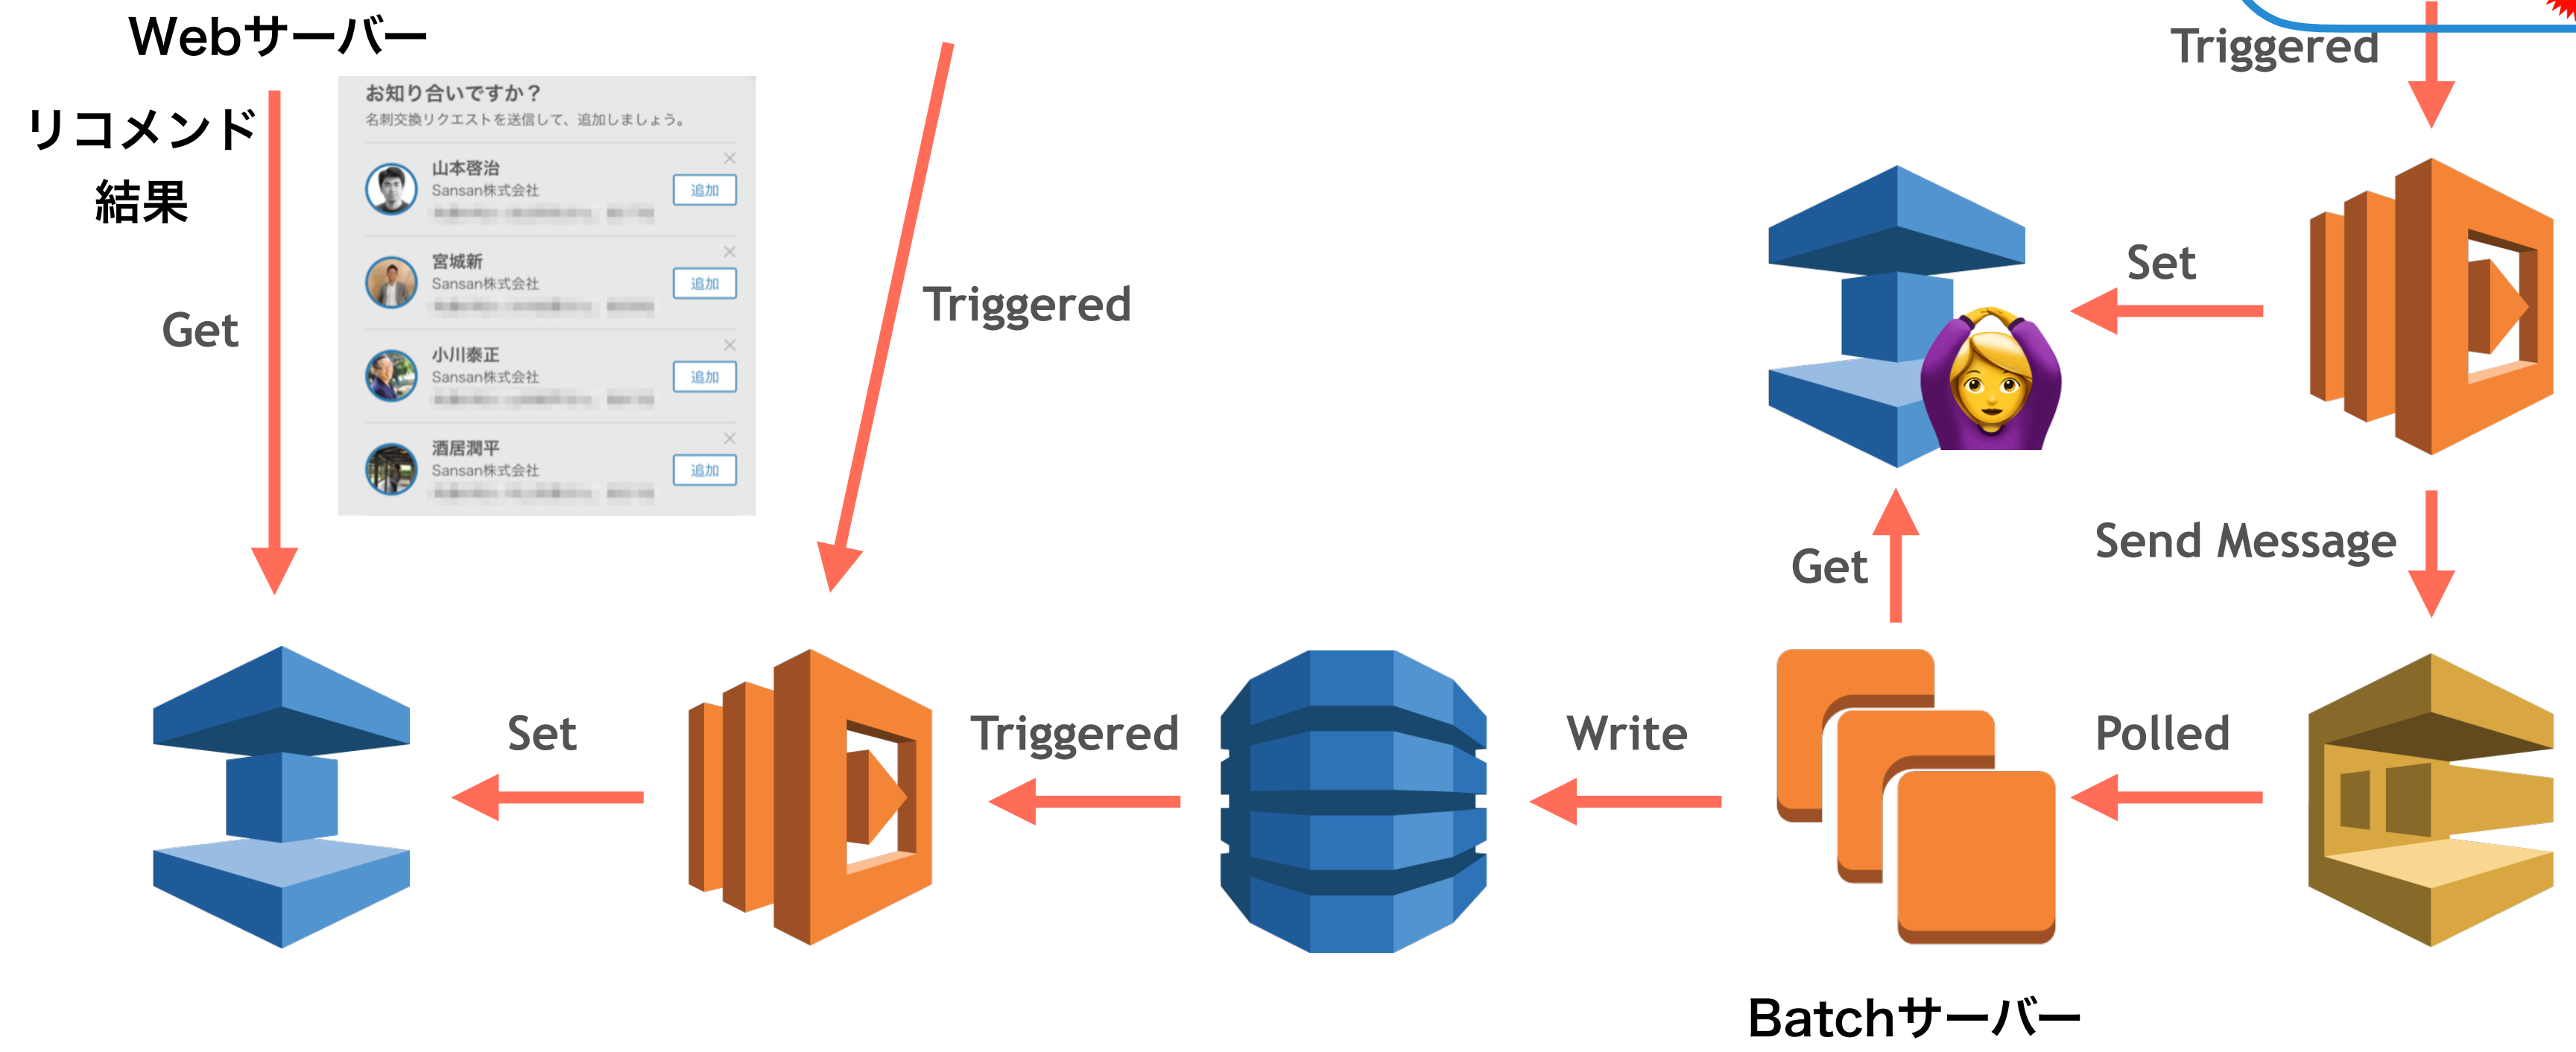 Webサーバー
リコメンド
結果
Get
お知り合いですか？
名刺交換リクエストを送信して、追加しましょう。
山本啓治
Sansan株式会社
追加
宮城新
Sansan株式会社
追加
小川泰正
Sansan株式会社
追加
酒居潤平
Sansan株式会社
追加
Triggered
Triggered
Set
Get
Send Message
Set
Triggered
Write
Polled
Batchサーバー